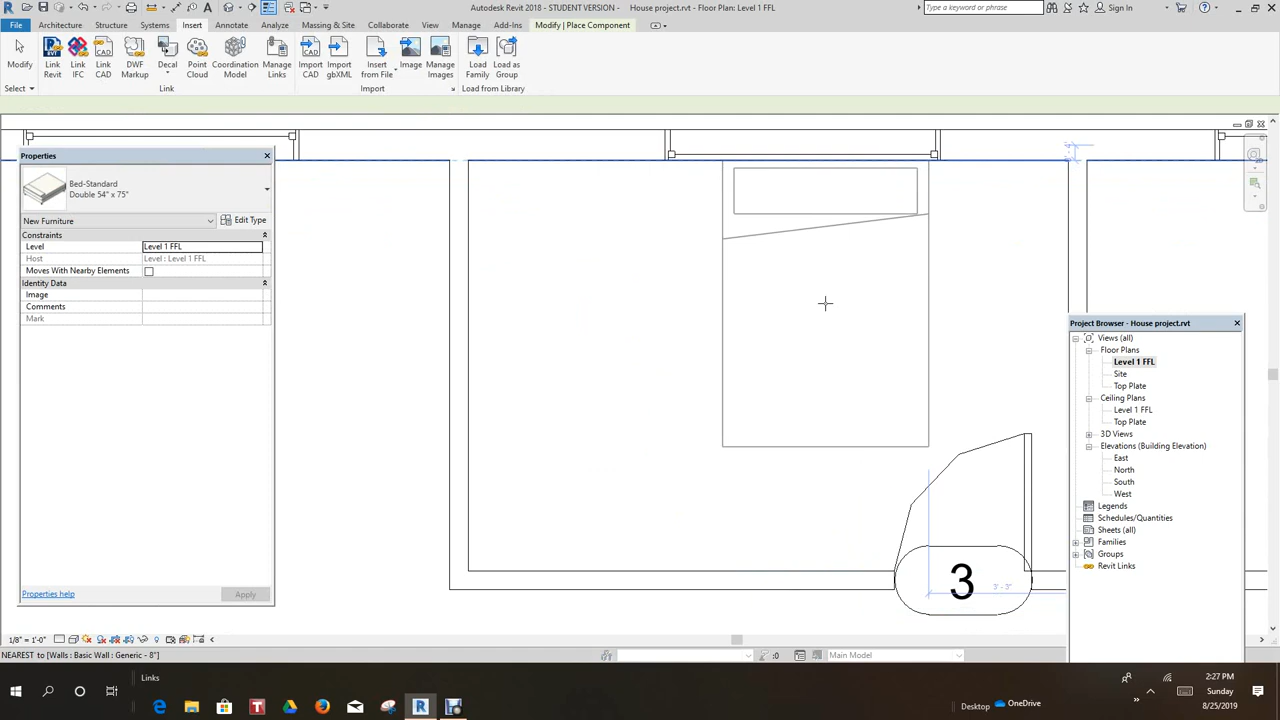 Autodesk Revit 2018 - STUDENT VERSION - House project.rvt - Floor Plan: Level 1 FFL
Type a keyword or phrase
Sign In
File Architecture Structure Systems Insert Annotate Analyze Massing & Site Collaborate View Manage Add-Ins Modify | Place Component
Modify Link Revit Link IFC Link CAD DWF Markup Decal Point Cloud Coordination Model Manage Links Import CAD Import gbXML Insert from File Image Manage Images Load Family Load as Group
Select Link Import Load from Library
Properties
Bed-Standard
Double 54" x 75"
New Furniture Edit Type
Constraints
Level Level 1 FFL
Host Level : Level 1 FFL
Moves With Nearby Elements
Identity Data
Image
Comments
Mark
Properties help Apply
3
3' - 3"
Project Browser - House project.rvt
Views (all)
Floor Plans
Level 1 FFL
Site
Top Plate
Ceiling Plans
Level 1 FFL
Top Plate
3D Views
Elevations (Building Elevation)
East
North
South
West
Legends
Schedules/Quantities
Sheets (all)
Families
Groups
Revit Links
1/8" = 1'-0"
NEAREST to [Walls : Basic Wall : Generic - 8"]
:0 Main Model
Links
Desktop OneDrive
2:27 PM
Sunday
8/25/2019